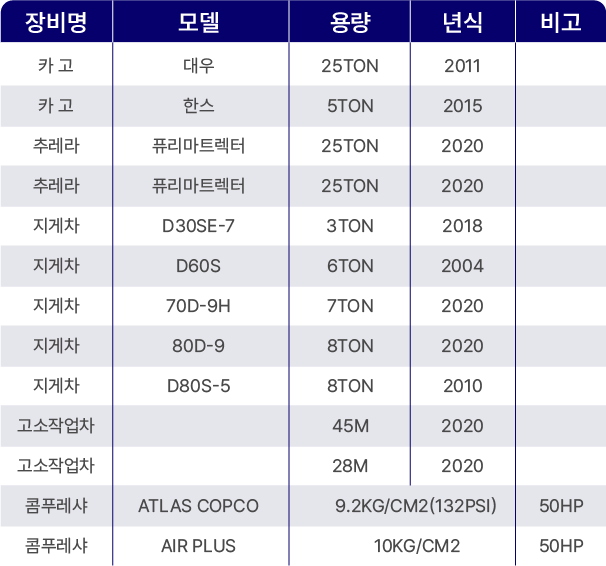 장비명 모델 용량 년식 비고
카 고 대우 25TON 2011
카 고 한스 5TON 2015
추레라 퓨리마트렉터 25TON 2020
추레라 퓨리마트렉터 25TON 2020
지게차 D30SE-7 3TON 2018
지게차 D60S 6TON 2004
지게차 70D-9H 7TON 2020
지게차 80D-9 8TON 2020
지게차 D80S-5 8TON 2010
고소작업차 45M 2020
고소작업차 28M 2020
콤푸레샤 ATLAS COPCO 9.2KG/CM2(132PSI) 50HP
콤푸레샤 AIR PLUS 10KG/CM2 50HP